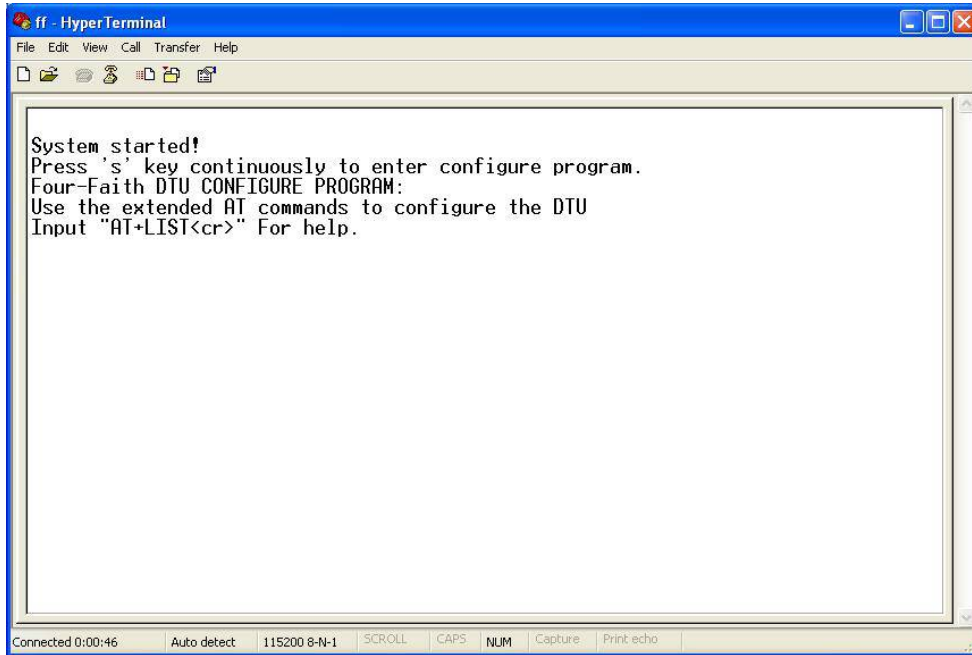 ff - HyperTerminal
File Edit View Call Transfer Help
System started!
Press 's' key continuously to enter configure program.
Four-Faith DTU CONFIGURE PROGRAM:
Use the extended AT commands to configure the DTU
Input "AT+LIST<cr>" For help.
Connected 0:00:46 Auto detect 115200 8-N-1 SCROLL CAPS NUM Capture Print echo